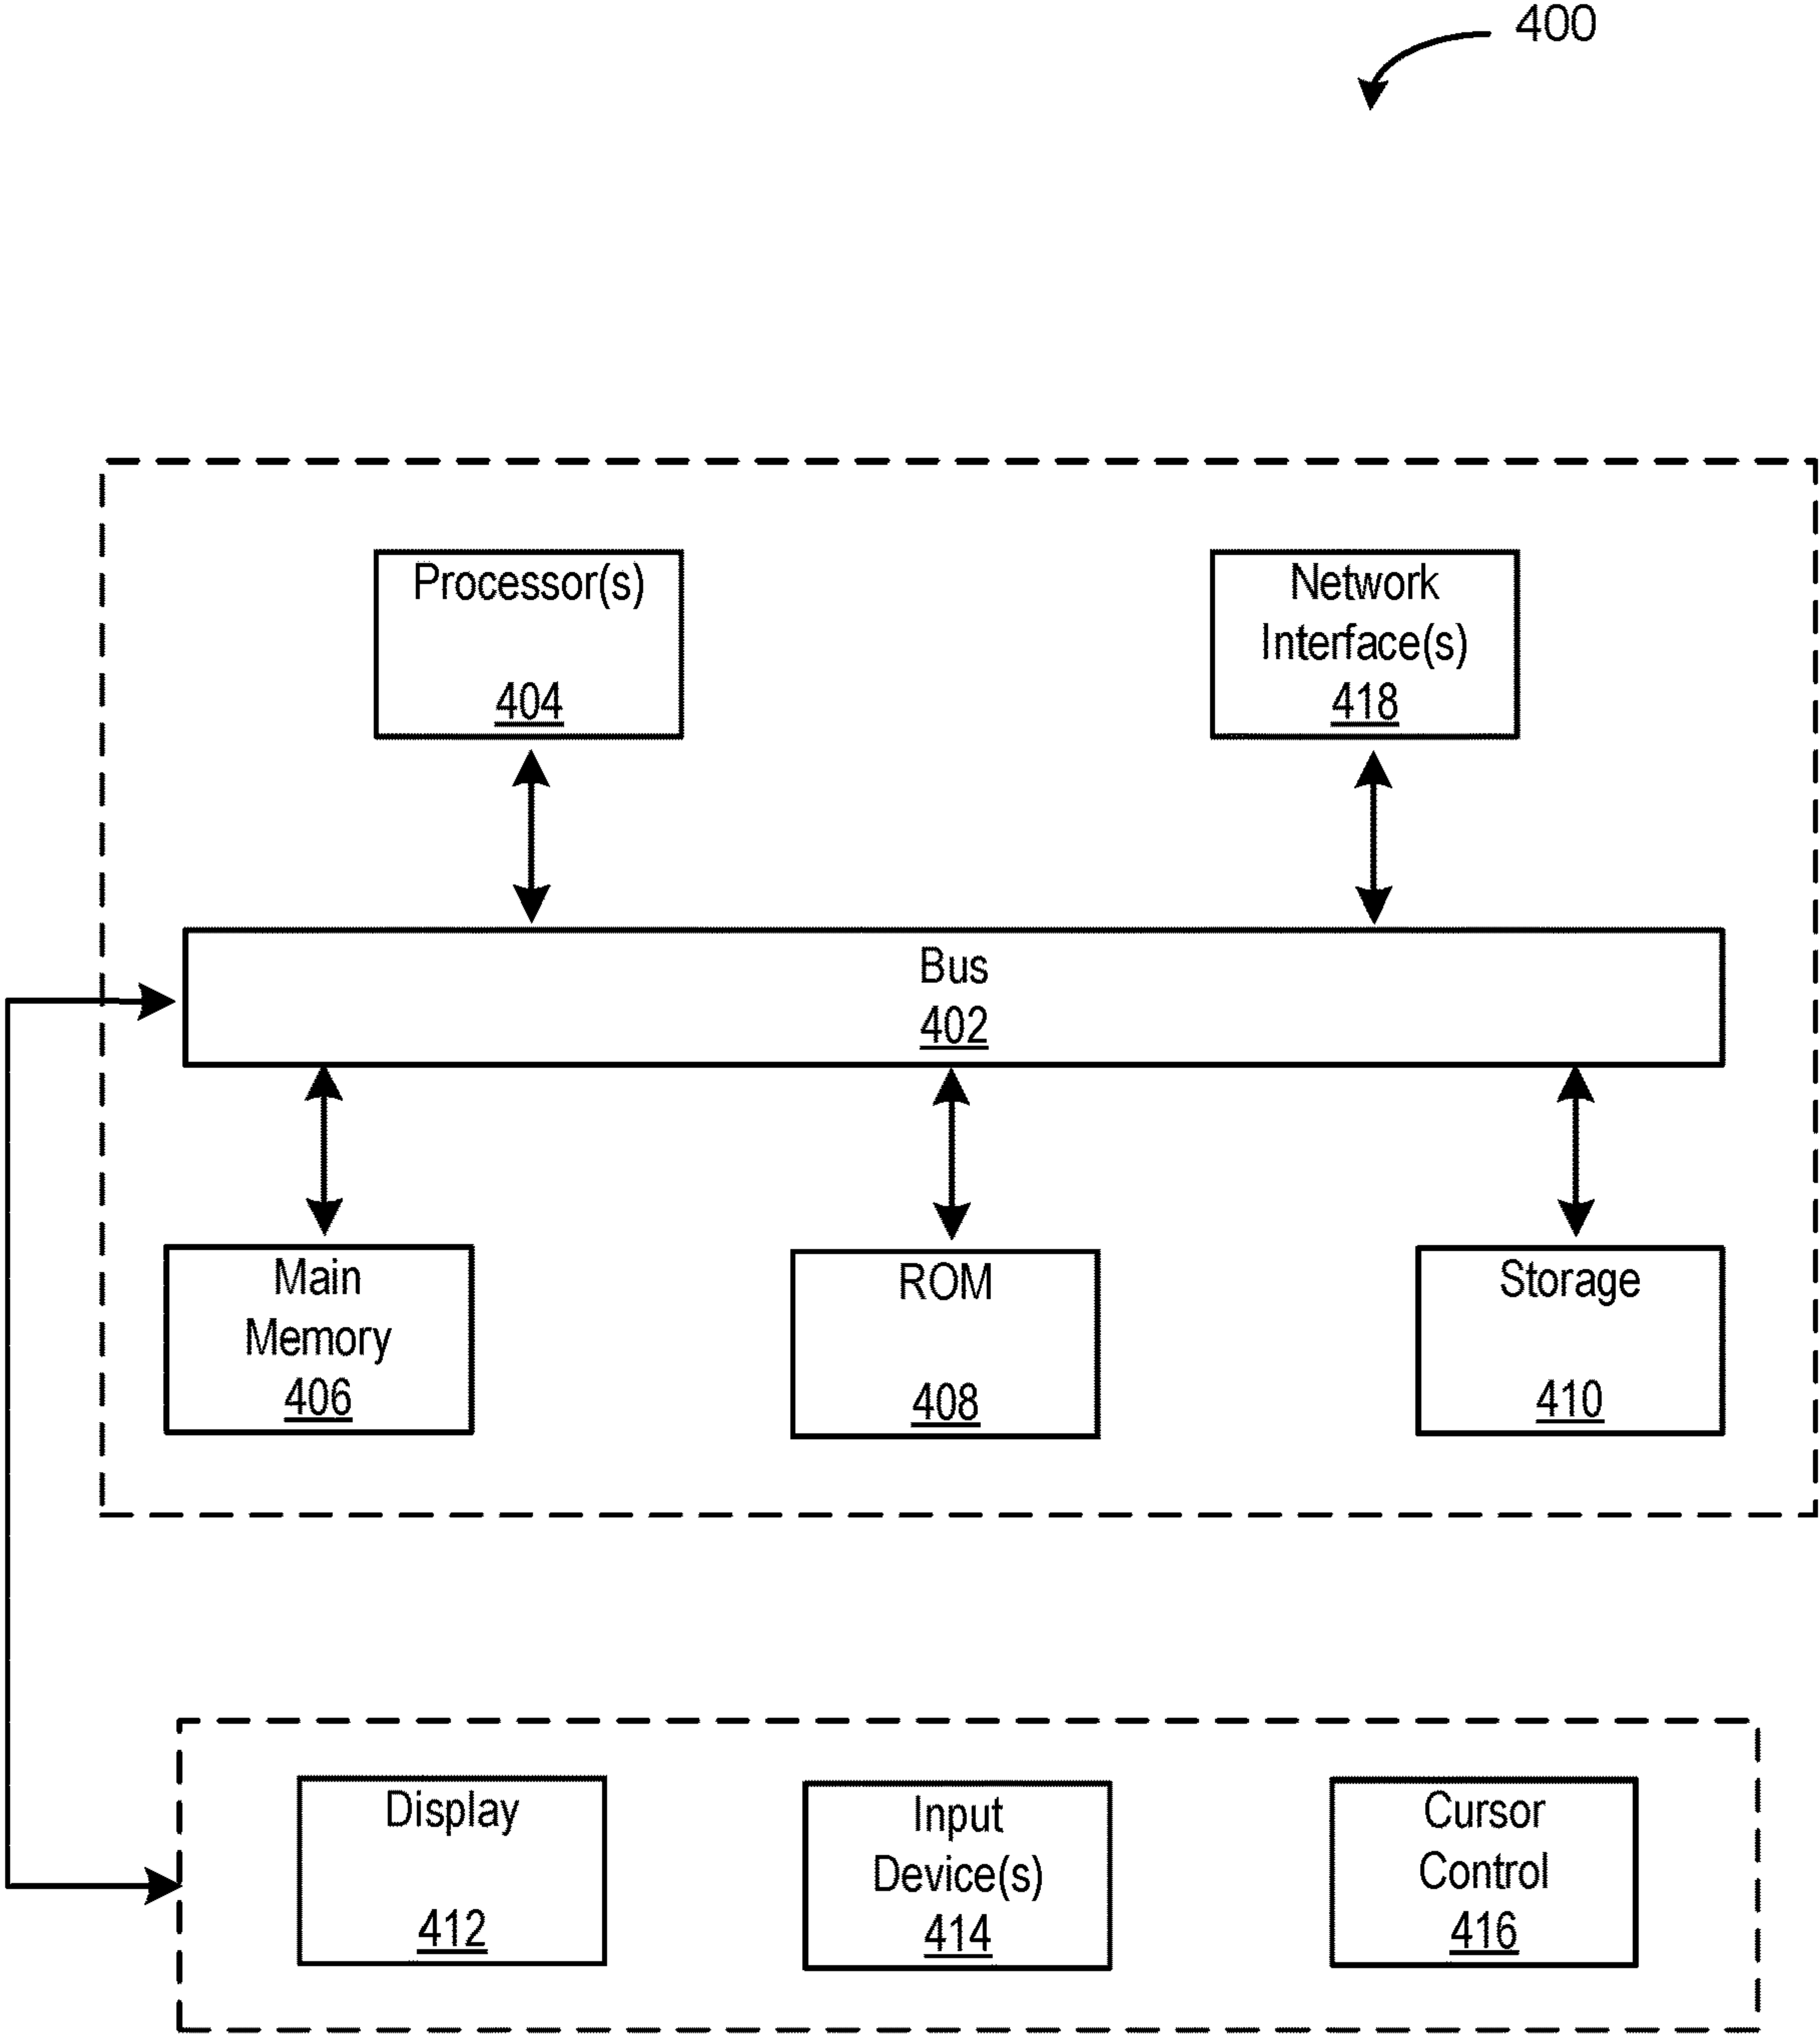 400
Processor(s)
404
Network
Interface(s)
418
Bus
402
Main
Memory
406
ROM
408
Storage
410
Display
412
Input
Device(s)
414
Cursor
Control
416